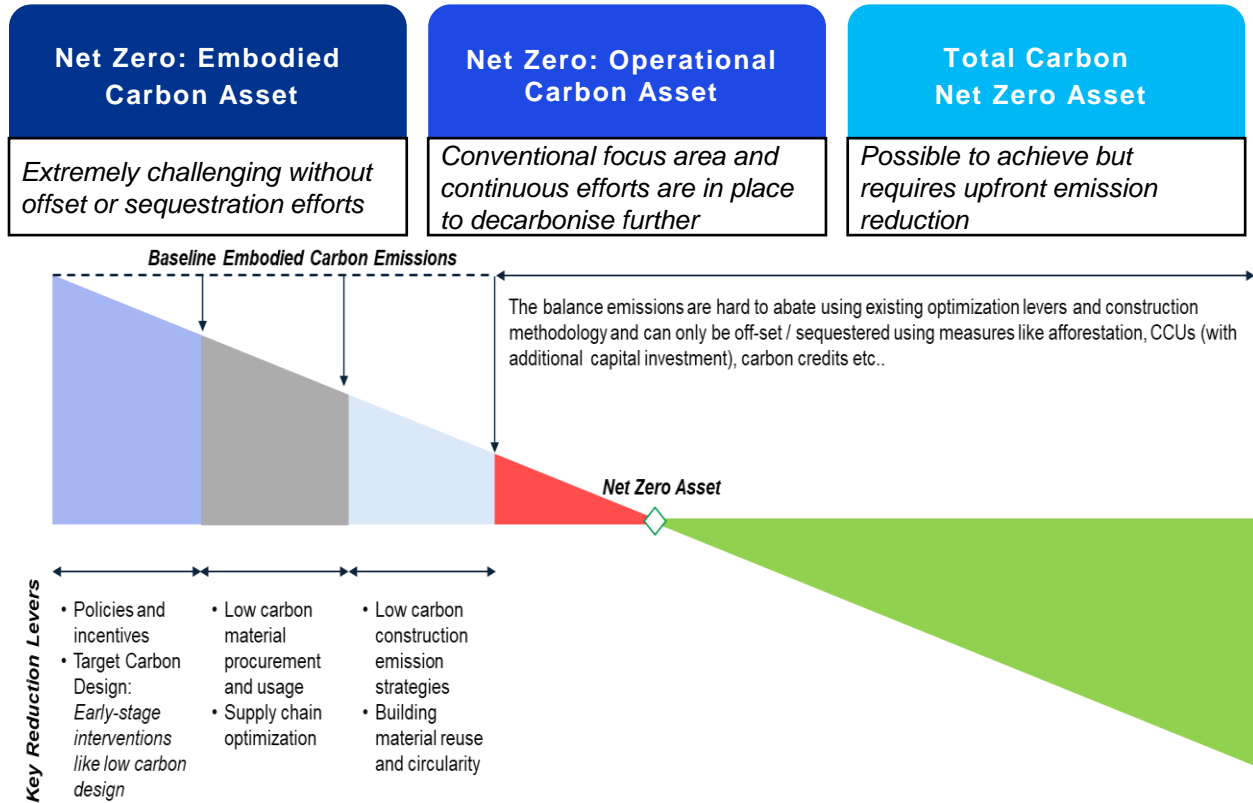 Net Zero: Embodied
Carbon Asset
Net Zero: Operational
Carbon Asset
Total Carbon
Net Zero Asset
Extremely challenging without
offset or sequestration efforts
Conventional focus area and
continuous efforts are in place
to decarbonise further
Possible to achieve but
requires upfront emission
reduction
Baseline Embodied Carbon Emissions
The balance emissions are hard to abate using existing optimization levers and construction
methodology and can only be off-set / sequestered using measures like afforestation, CCUs (with
additional capital investment), carbon credits etc..
Net Zero Asset
Key Reduction Levers
• Policies and
incentives
• Target Carbon
Design:
Early-stage
interventions
like low carbon
design
• Low carbon
material
procurement
and usage
• Supply chain
optimization
• Low carbon
construction
emission
strategies
• Building
material reuse
and circularity